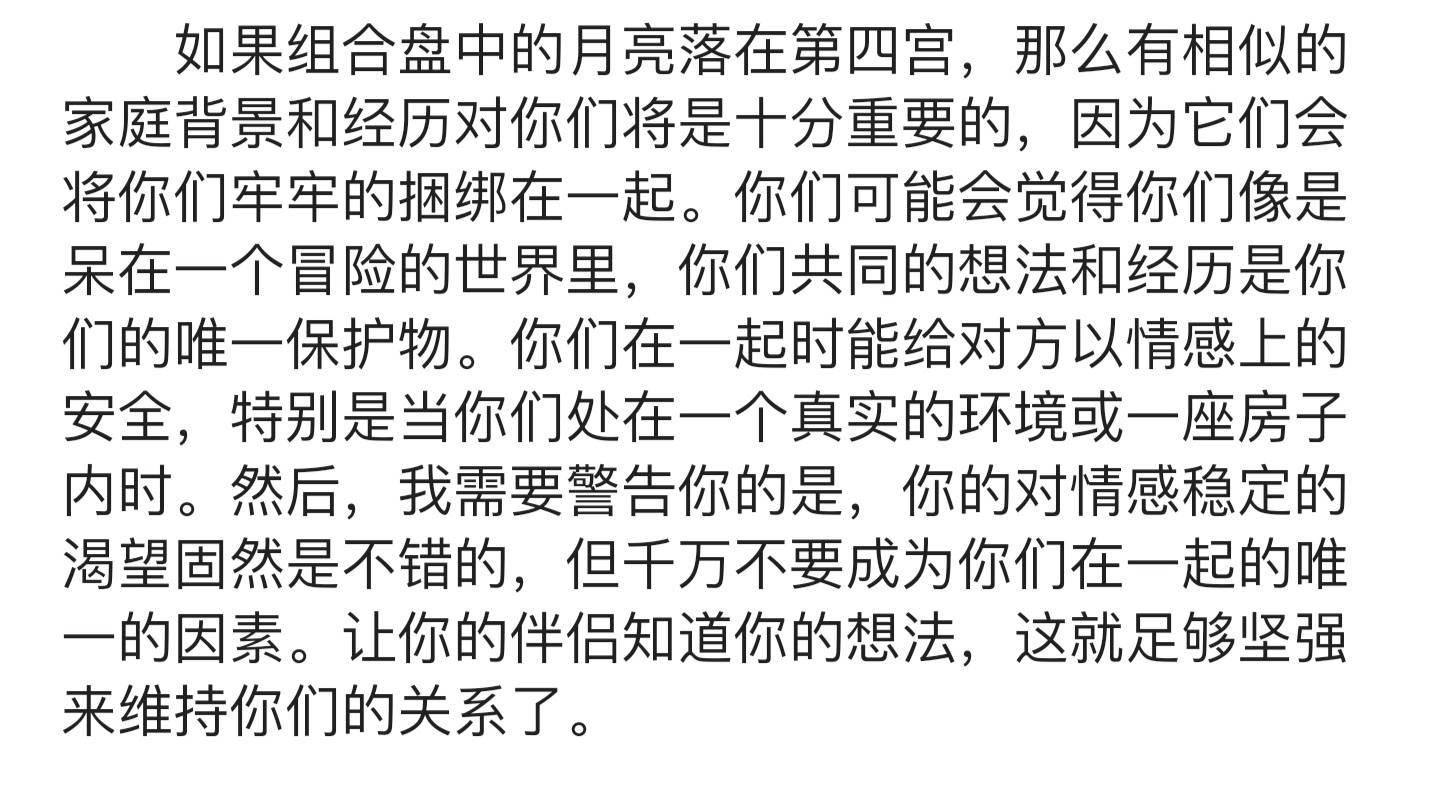 如果组合盘中的月亮落在第四宫，那么有相似的
家庭背景和经历对你们将是十分重要的，因为它们会
将你们牢牢的捆绑在一起。你们可能会觉得你们像是
呆在一个冒险的世界里，你们共同的想法和经历是你
们的唯一保护物。你们在一起时能给对方以情感上的
安全，特别是当你们处在一个真实的环境或一座房子
内时。然后，我需要警告你的是，你的对情感稳定的
渴望固然是不错的，但千万不要成为你们在一起的唯
一的因素。让你的伴侣知道你的想法，这就足够坚强
来维持你们的关系了。